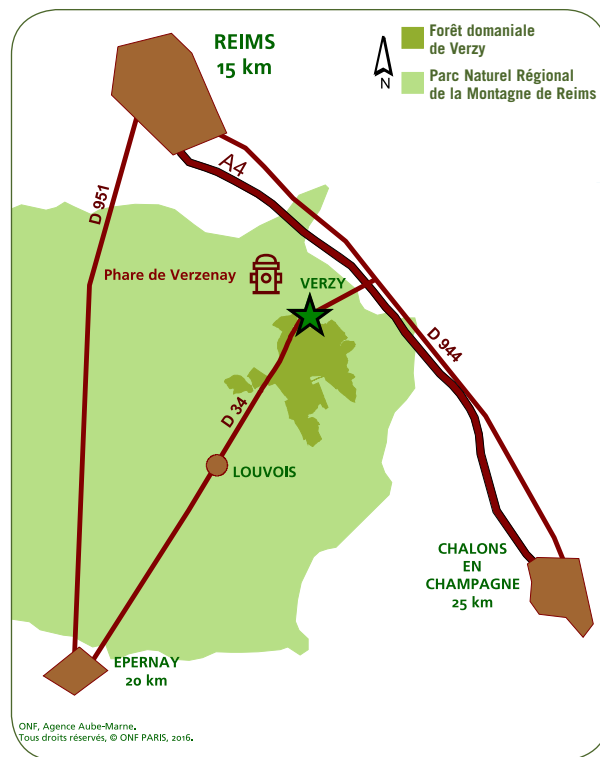 REIMS
15 km
Forêt domaniale
de Verzy
N
Parc Naturel Régional
de la Montagne de Reims
A4
D 951
Phare de Verzenay
VERZY
D 944
D 34
LOUVOIS
CHALONS
EN
CHAMPAGNE
25 km
EPERNAY
20 km
ONF, Agence Aube-Marne.
Tous droits réservés, © ONF PARIS, 2016.